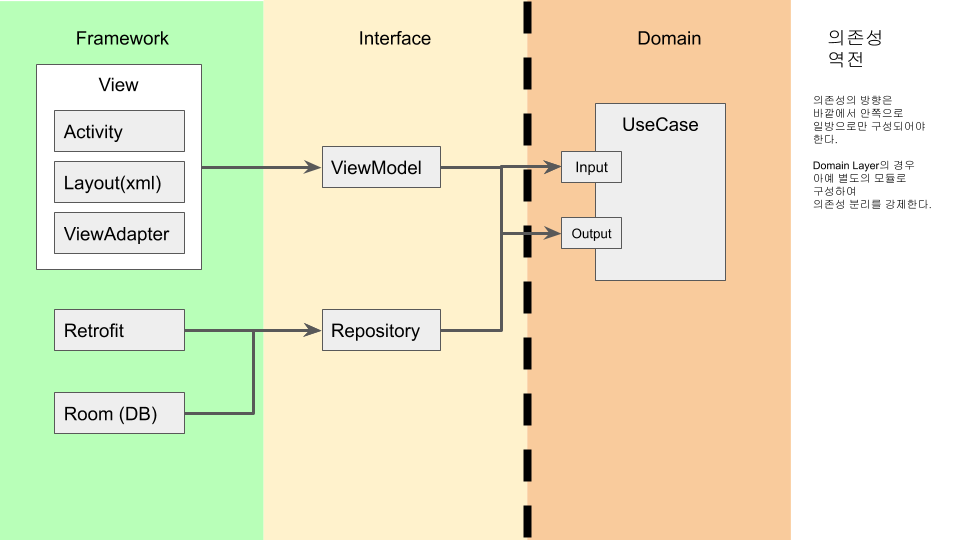 Framework
Interface
Domain
의존성
역전
View
Activity
Layout(xml)
ViewAdapter
Retrofit
Room (DB)
ViewModel
Repository
UseCase
Input
Output
의존성의 방향은
바깥에서 안쪽으로
일방으로만 구성되어야
한다.
Domain Layer의 경우
아예 별도의 모듈로
구성하여
의존성 분리를 강제한다.